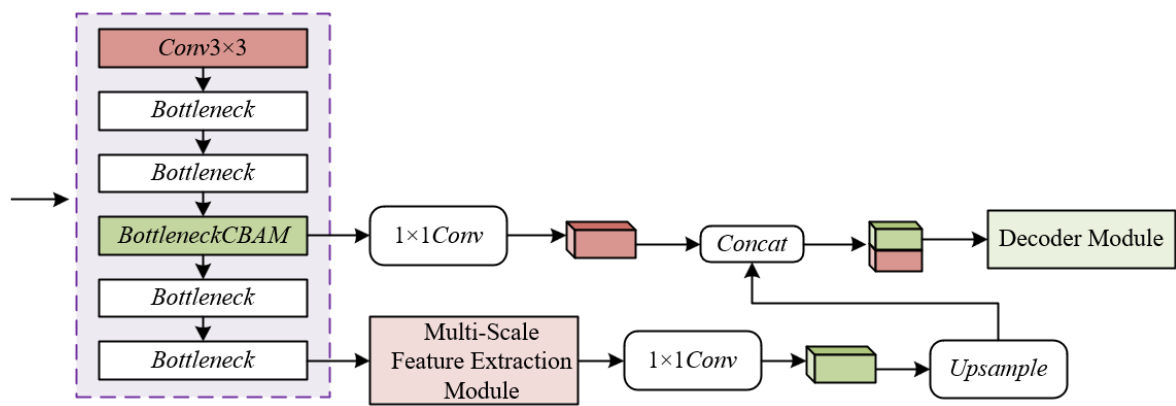 Conv3×3
Bottleneck
Bottleneck
BottleneckCBAM
Bottleneck
Bottleneck
1×1Conv
Concat
Decoder Module
Multi-Scale
Feature Extraction
Module
1×1Conv
Upsample